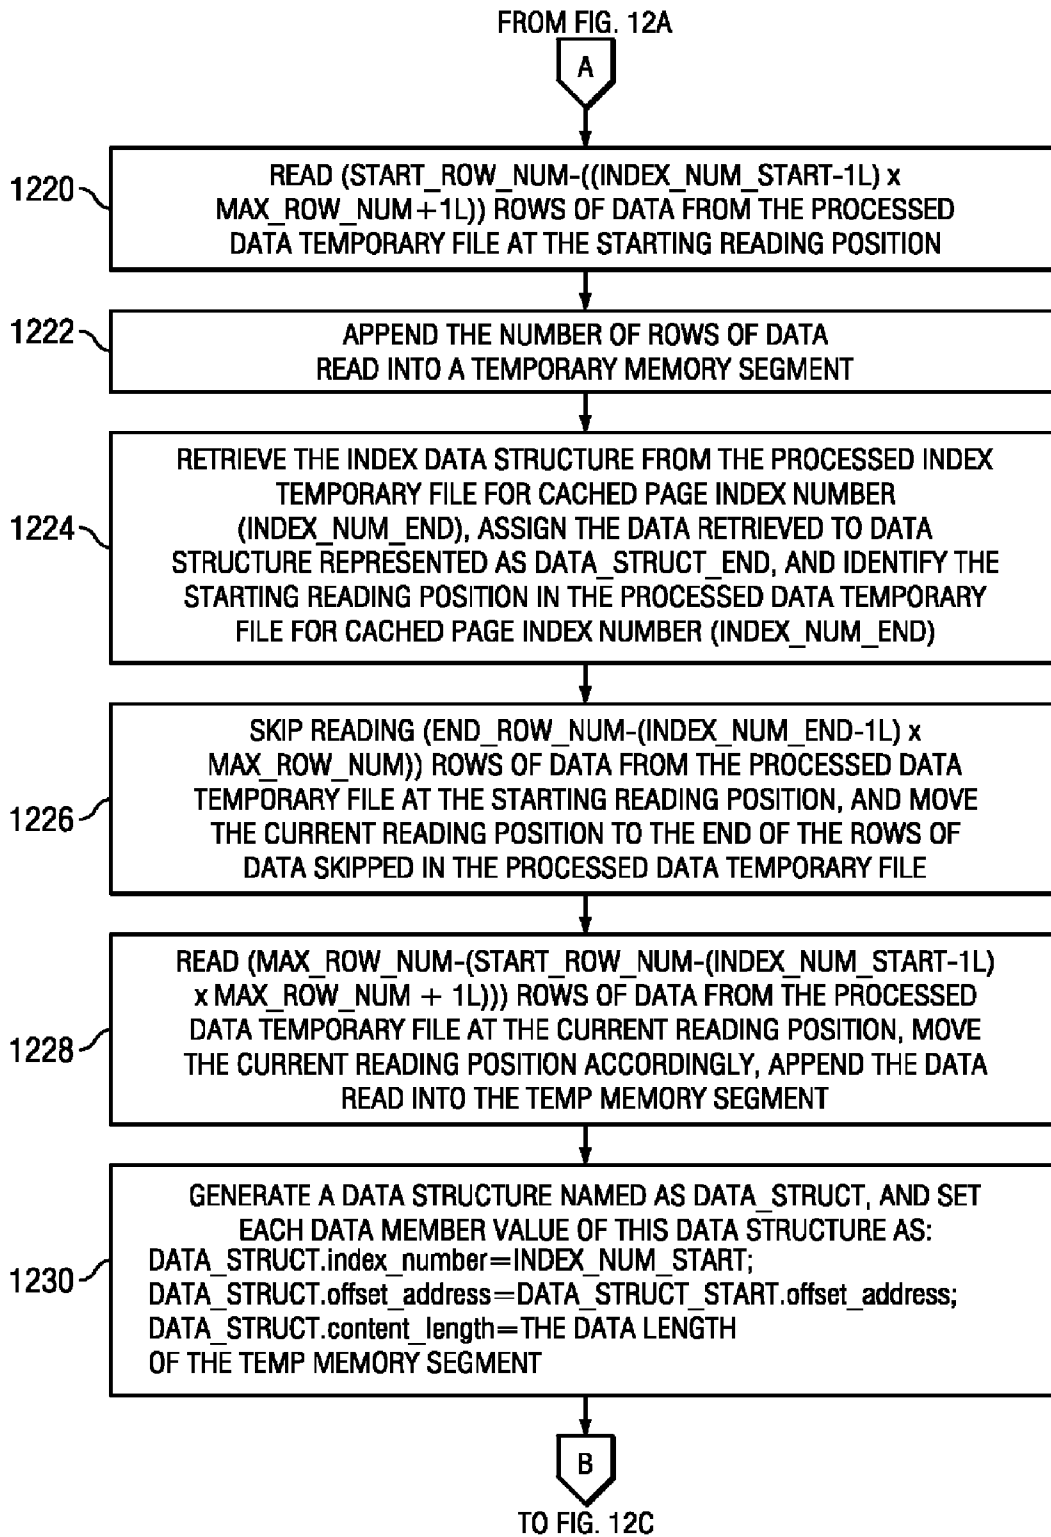 FROM FIG. 12A
A
1220
READ (START_ROW_NUM-((INDEX_NUM_START-1L) x
MAX_ROW_NUM+1L)) ROWS OF DATA FROM THE PROCESSED
DATA TEMPORARY FILE AT THE STARTING READING POSITION
1222
APPEND THE NUMBER OF ROWS OF DATA
READ INTO A TEMPORARY MEMORY SEGMENT
1224
RETRIEVE THE INDEX DATA STRUCTURE FROM THE PROCESSED INDEX
TEMPORARY FILE FOR CACHED PAGE INDEX NUMBER
(INDEX_NUM_END), ASSIGN THE DATA RETRIEVED TO DATA
STRUCTURE REPRESENTED AS DATA_STRUCT_END, AND IDENTIFY THE
STARTING READING POSITION IN THE PROCESSED DATA TEMPORARY
FILE FOR CACHED PAGE INDEX NUMBER (INDEX_NUM_END)
1226
SKIP READING (END_ROW_NUM-(INDEX_NUM_END-1L) x
MAX_ROW_NUM)) ROWS OF DATA FROM THE PROCESSED DATA
TEMPORARY FILE AT THE STARTING READING POSITION, AND MOVE
THE CURRENT READING POSITION TO THE END OF THE ROWS OF
DATA SKIPPED IN THE PROCESSED DATA TEMPORARY FILE
1228
READ (MAX_ROW_NUM-(START_ROW_NUM-(INDEX_NUM_START-1L)
x MAX_ROW_NUM + 1L))) ROWS OF DATA FROM THE PROCESSED
DATA TEMPORARY FILE AT THE CURRENT READING POSITION, MOVE
THE CURRENT READING POSITION ACCORDINGLY, APPEND THE DATA
READ INTO THE TEMP MEMORY SEGMENT
1230
GENERATE A DATA STRUCTURE NAMED AS DATA_STRUCT, AND SET
EACH DATA MEMBER VALUE OF THIS DATA STRUCTURE AS:
DATA_STRUCT.index_number=INDEX_NUM_START;
DATA_STRUCT.offset_address=DATA_STRUCT_START.offset_address;
DATA_STRUCT.content_length=THE DATA LENGTH
OF THE TEMP MEMORY SEGMENT
B
TO FIG. 12C